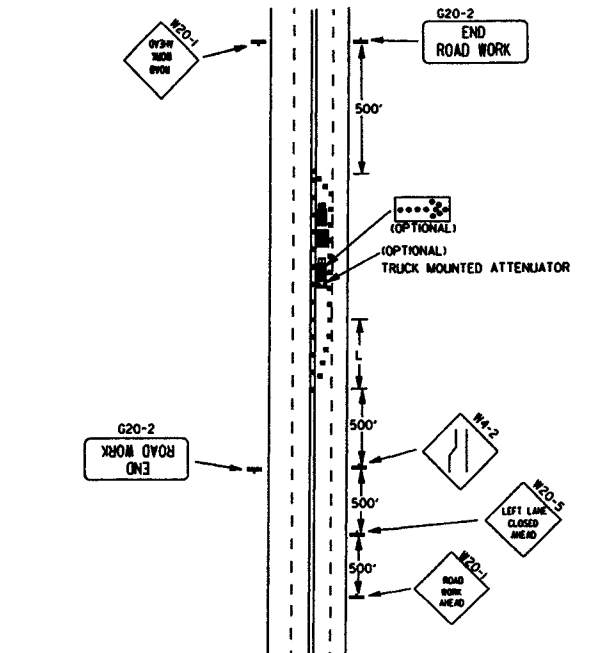 G20-2
END
ROAD WORK
W20-1
ROAD
WORK
AHEAD
500'
(OPTIONAL)
(OPTIONAL)
TRUCK MOUNTED ATTENUATOR
L
500'
W4-2
G20-2
END
ROAD WORK
500'
W20-5
LEFT LANE
CLOSED
AHEAD
500'
W20-1
ROAD
WORK
AHEAD